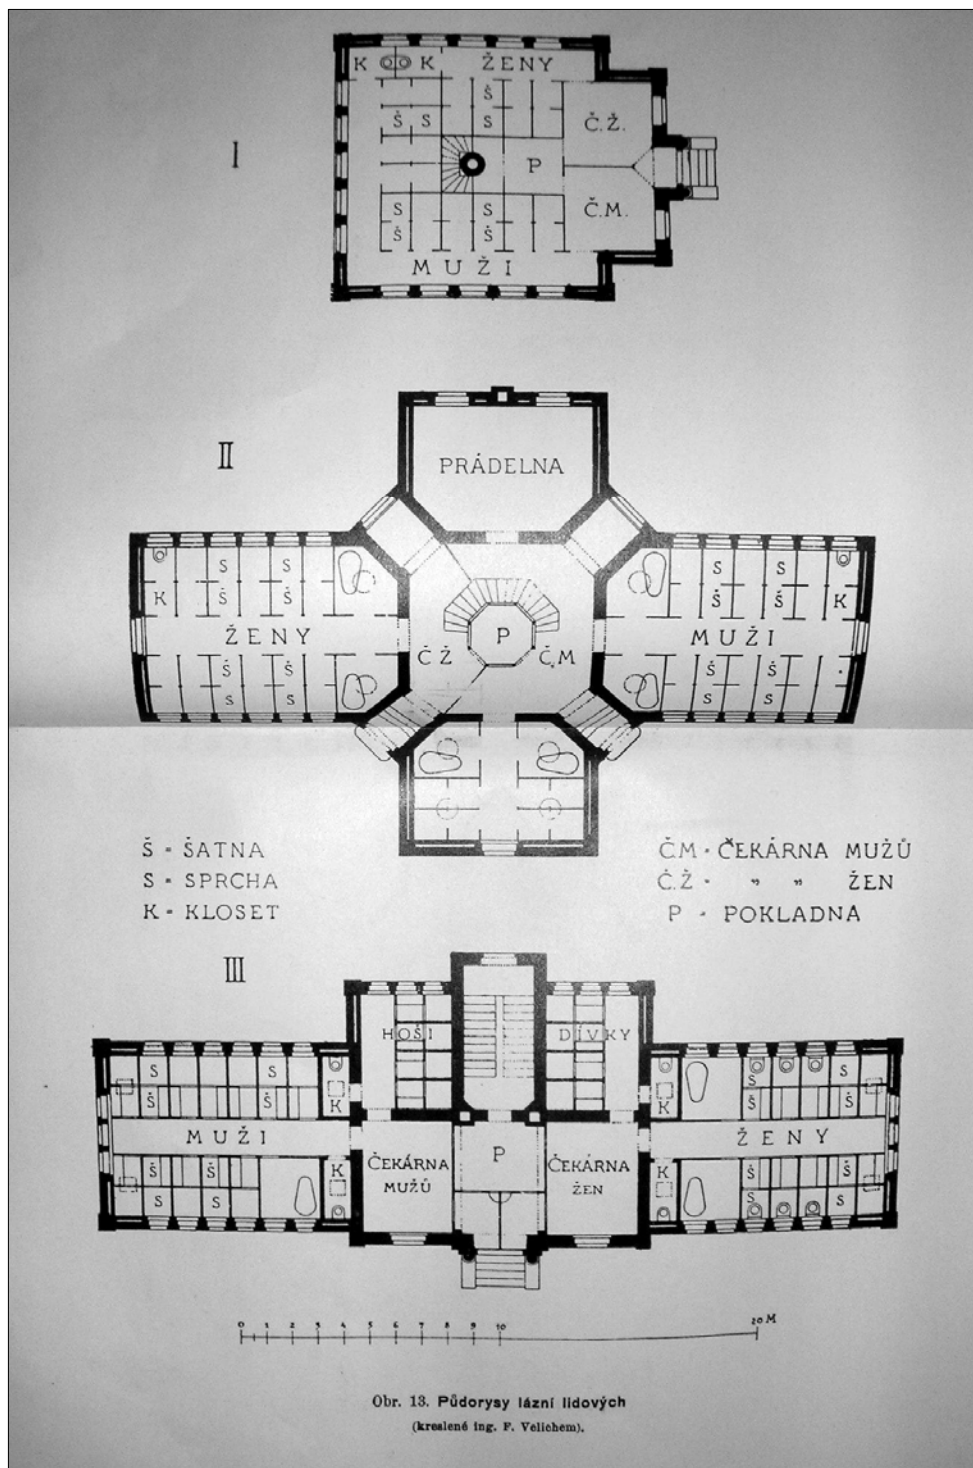 I
K K ŽENY
Š
Š S S
Č.Ž.
P
S S
Š Š
Č.M.
MUŽI
II
PRÁDELNA
S S S S
K Š Š Š Š K
ŽENY
P
MUŽI
ČŽ Č.M
Š Š Š Š
S S S S
Š = ŠATNA
S = SPRCHA
K = KLOSET
ČM · ČEKÁRNA MUŽŮ
Č.Ž · „ „ ŽEN
P · POKLADNA
III
HOŠI DÍVKY
S S S S
Š Š K K Š Š
MUŽI P ŽENY
ČEKÁRNA
MUŽŮ
ČEKÁRNA
ŽEN
Š Š K K Š Š
S S S S
0 1 2 3 4 5 6 7 8 9 10 20 M
Obr. 13. Půdorysy lázní lidových
(kreslené ing. F. Velichem).